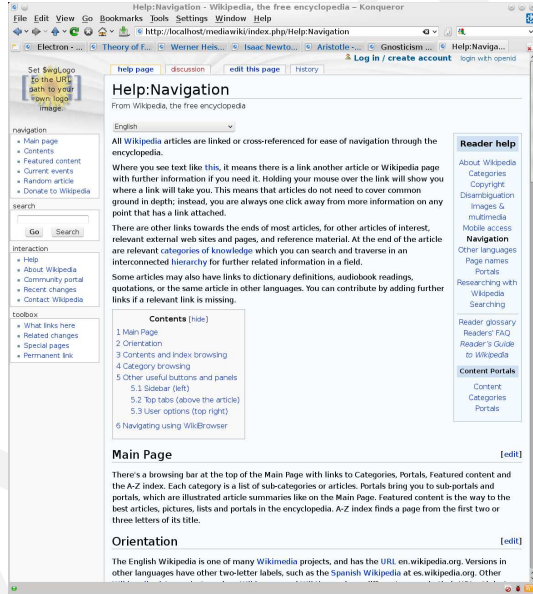 Help:Navigation - Wikipedia, the free encyclopedia – Konqueror
File Edit View Go Bookmarks Tools Settings Window Help
http://localhost/mediawiki/index.php/Help:Navigation
Electron - ... Theory of F... Werner Heis... Isaac Newto... Aristotle -... Gnosticism ... Help:Naviga...
Log in / create account login with openid
Set $wgLogo
to the URL
path to your
own logo
image.
help page discussion edit this page history
Help:Navigation
From Wikipedia, the free encyclopedia
English
navigation
Main page
Contents
Featured content
Current events
Random article
Donate to Wikipedia
search
Go Search
interaction
Help
About Wikipedia
Community portal
Recent changes
Contact Wikipedia
toolbox
What links here
Related changes
Special pages
Permanent link
All Wikipedia articles are linked or cross-referenced for ease of navigation through the
encyclopedia.
Where you see text like this, it means there is a link another article or Wikipedia page
with further information if you need it. Holding your mouse over the link will show you
where a link will take you. This means that articles do not need to cover common
ground in depth; instead, you are always one click away from more information on any
point that has a link attached.
There are other links towards the ends of most articles, for other articles of interest,
relevant external web sites and pages, and reference material. At the end of the article
are relevant categories of knowledge which you can search and traverse in an
interconnected hierarchy for further related information in a field.
Some articles may also have links to dictionary definitions, audiobook readings,
quotations, or the same article in other languages. You can contribute by adding further
links if a relevant link is missing.
Reader help
About Wikipedia
Categories
Copyright
Disambiguation
Images &
multimedia
Mobile access
Navigation
Other languages
Page names
Portals
Researching with
Wikipedia
Searching
Reader glossary
Readers' FAQ
Reader's Guide
to Wikipedia
Content Portals
Content
Categories
Portals
Contents [hide]
1 Main Page
2 Orientation
3 Contents and index browsing
4 Category browsing
5 Other useful buttons and panels
5.1 Sidebar (left)
5.2 Top tabs (above the article)
5.3 User options (top right)
6 Navigating using WikiBrowser
Main Page [edit]
There's a browsing bar at the top of the Main Page with links to Categories, Portals, Featured content and
the A-Z index. Each category is a list of sub-categories or articles. Portals bring you to sub-portals and
portals, which are illustrated article summaries like on the Main Page. Featured content is the way to the
best articles, pictures, lists and portals in the encyclopedia. A-Z index finds a page from the first two or
three letters of its title.
Orientation [edit]
The English Wikipedia is one of many Wikimedia projects, and has the URL en.wikipedia.org. Versions in
other languages have other two-letter labels, such as the Spanish Wikipedia at es.wikipedia.org. Other